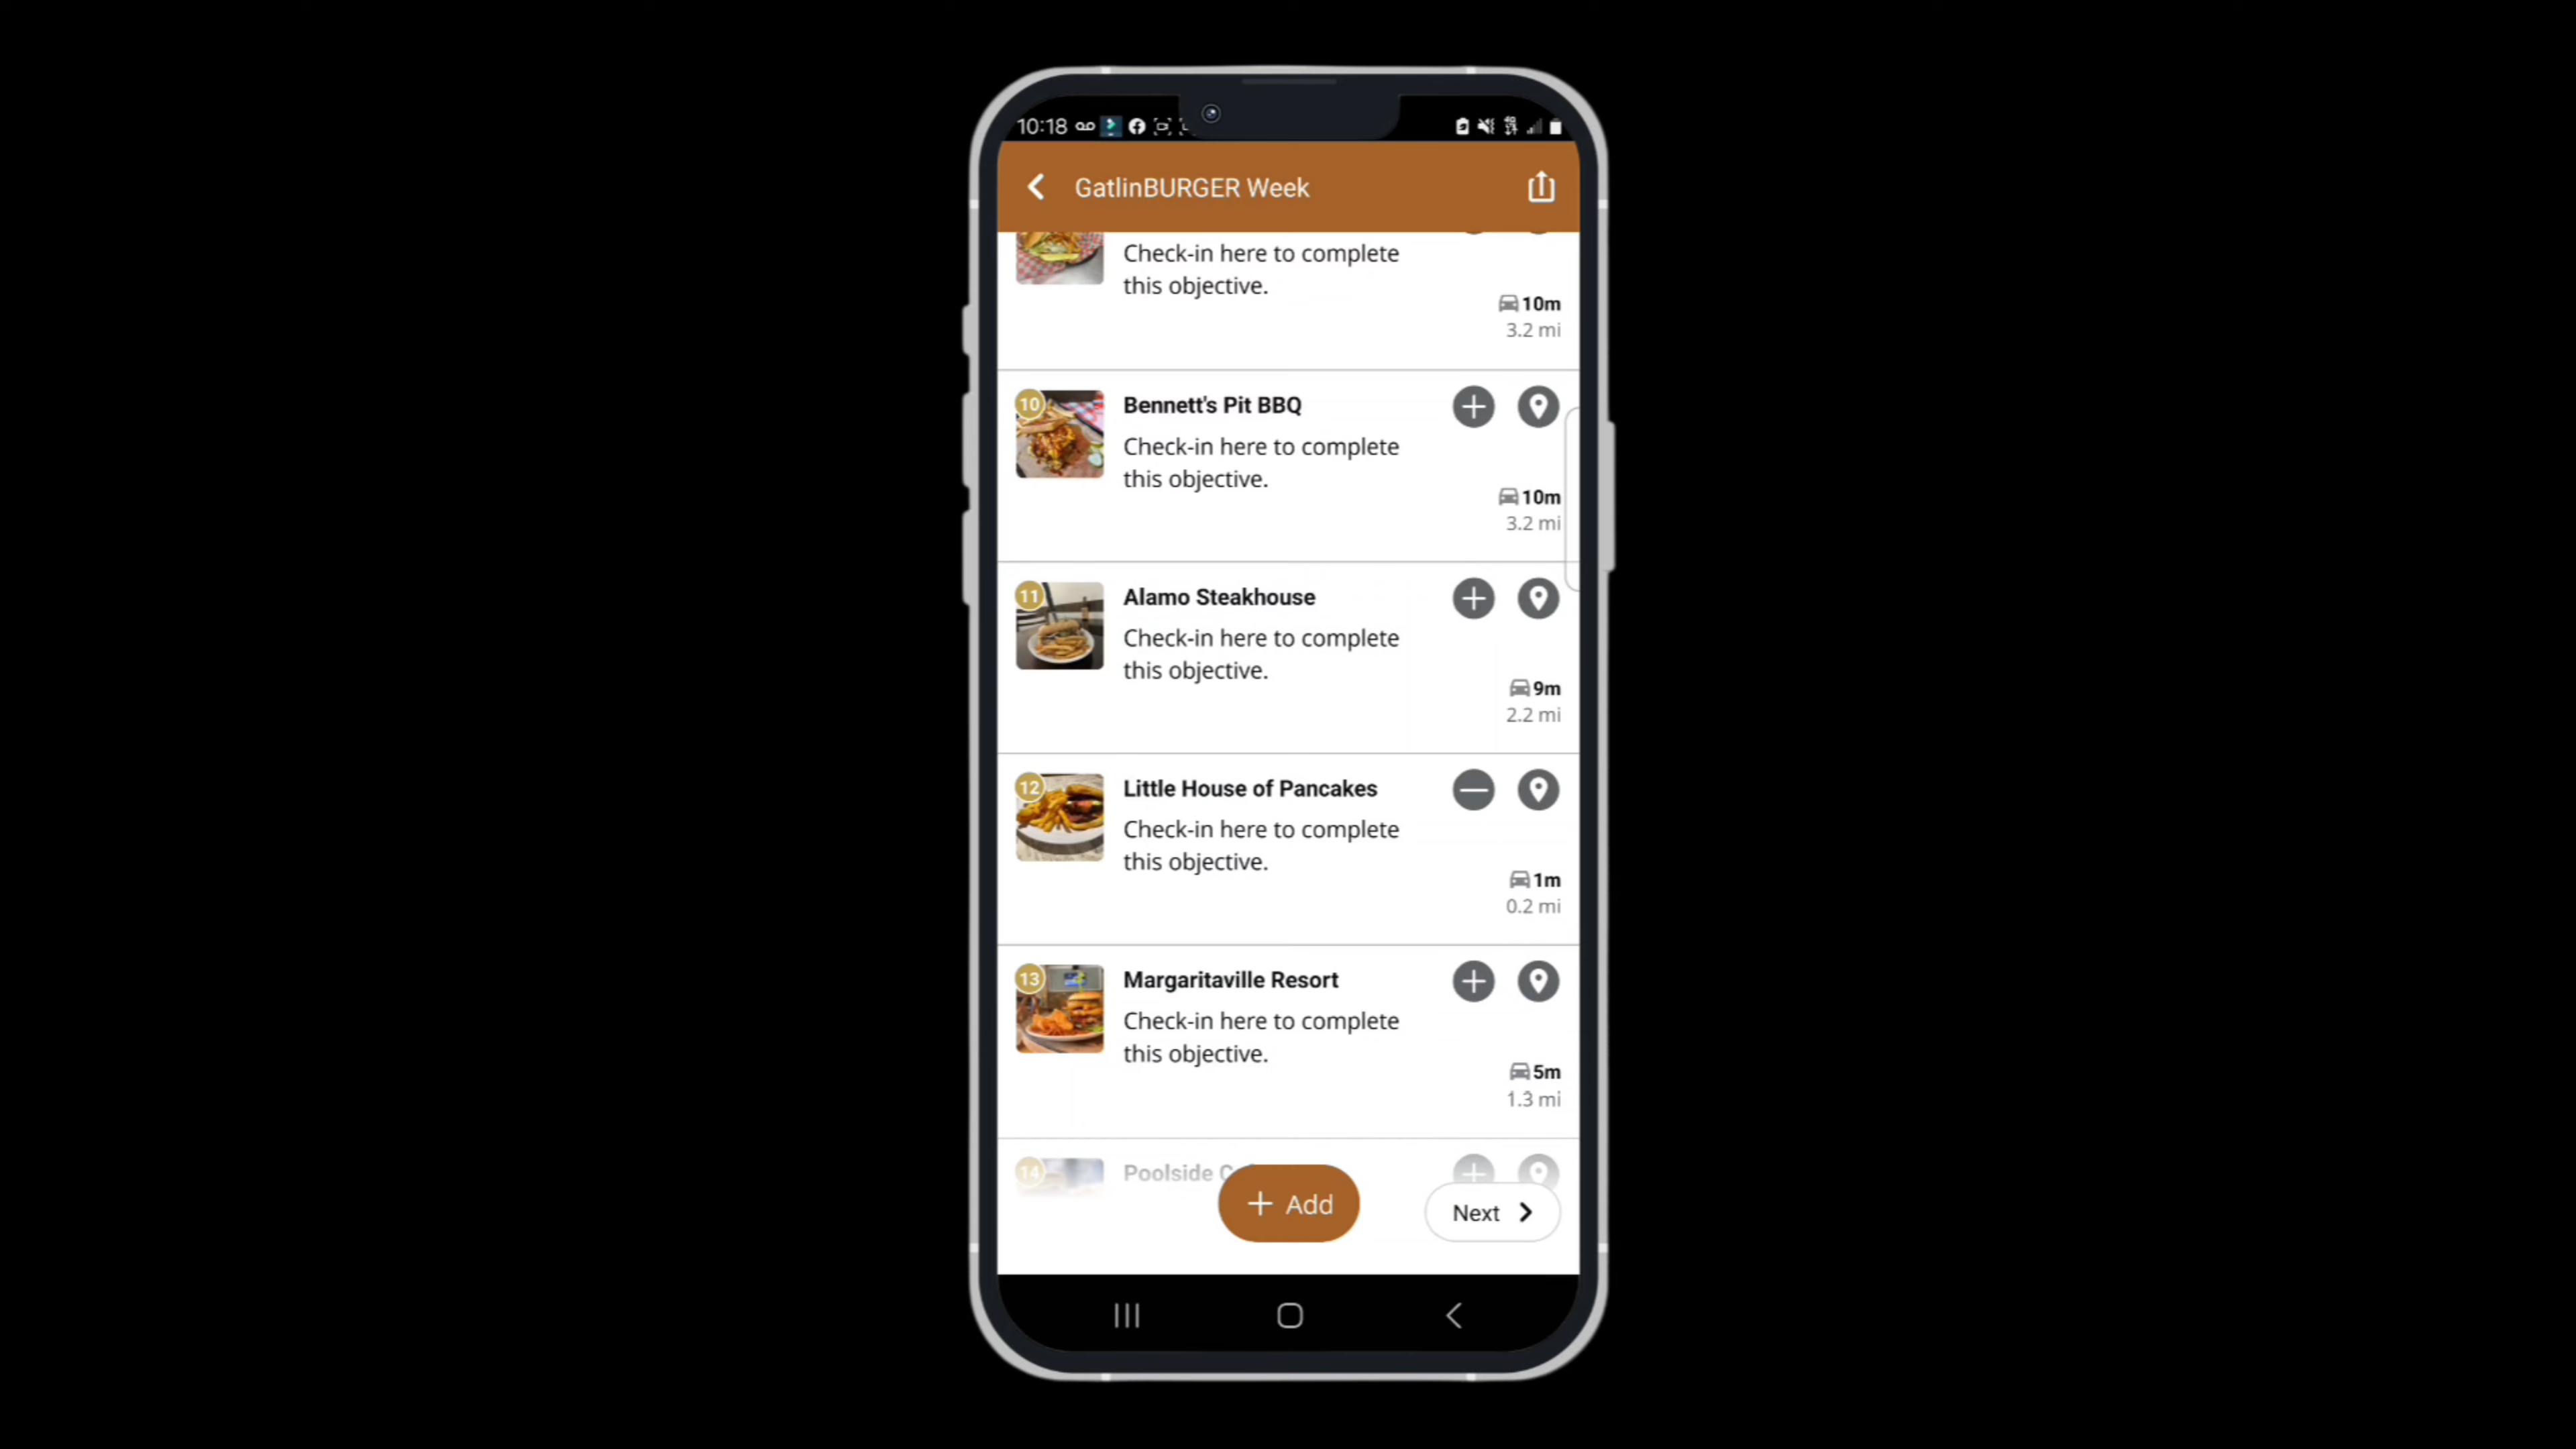 10:18
GatlinBURGER Week
Check-in here to complete
this objective.
10m
3.2 mi
10
Bennett's Pit BBQ
Check-in here to complete
this objective.
10m
3.2 mi
11
Alamo Steakhouse
Check-in here to complete
this objective.
9m
2.2 mi
12
Little House of Pancakes
Check-in here to complete
this objective.
1m
0.2 mi
13
Margaritaville Resort
Check-in here to complete
this objective.
5m
1.3 mi
14
Poolside
+ Add
Next